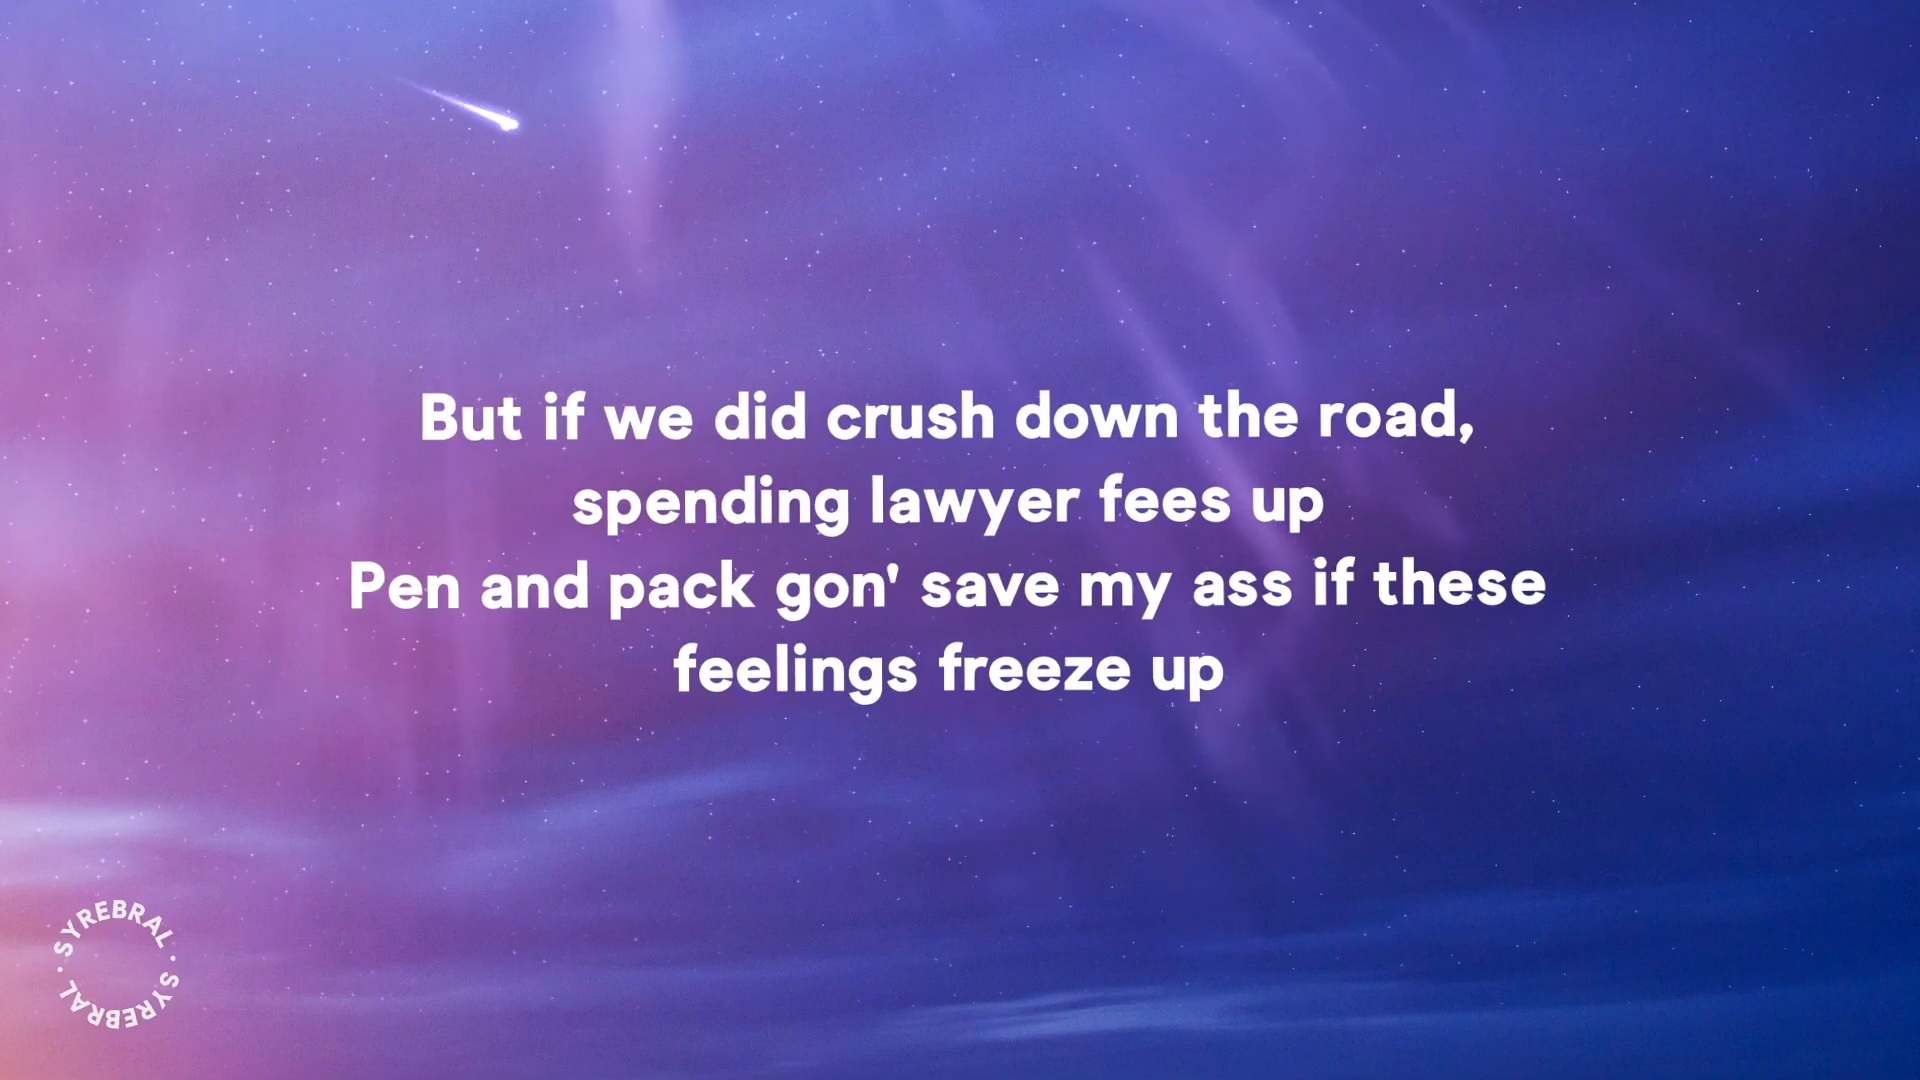 But if we did crush down the road,
spending lawyer fees up
Pen and pack gon' save my ass if these
feelings freeze up
SYREBRAL · SYREBRAL ·